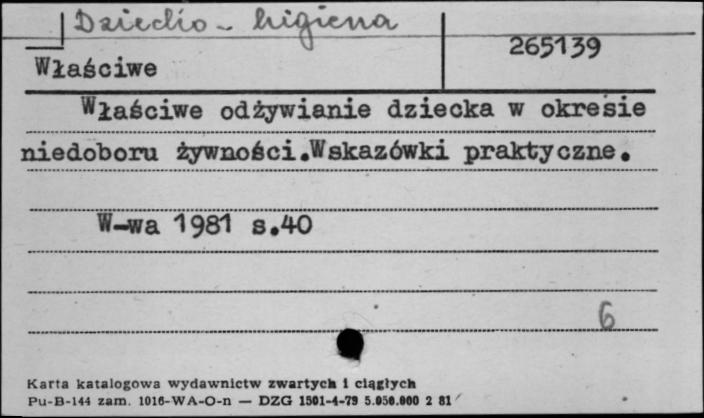 Dziecko - higiena
265139
Właściwe
Właściwe odżywianie dziecka w okresie
niedoboru żywności.Wskazówki praktyczne.
W-wa 1981 s.40
6
Karta katalogowa wydawnictw zwartych i ciągłych
Pu-B-144 zam. 1016-WA-O-n — DZG 1501-4-79 5.050.000 2 81